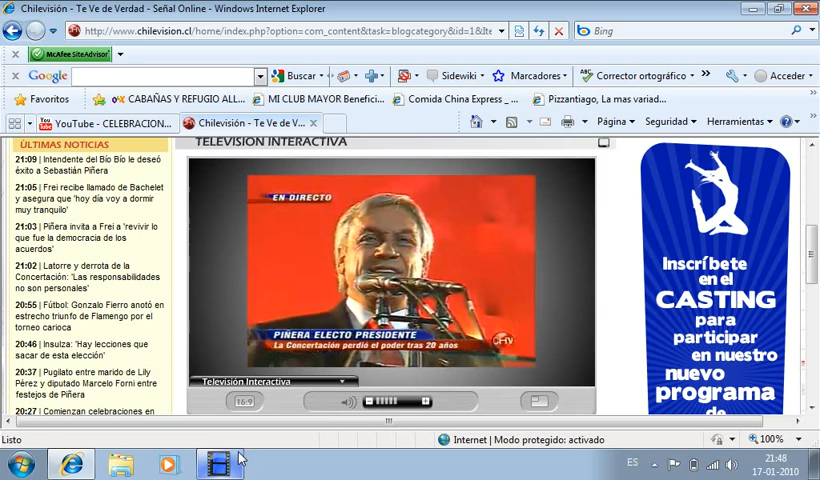 Chilevisión - Te Ve de Verdad - Señal Online - Windows Internet Explorer
http://www.chilevision.cl/home/index.php?option=com_content&task=blogcategory&id=1&Ite
Bing
McAfee SiteAdvisor
Google
Buscar
Sidewiki
Marcadores
Corrector ortográfico
Acceder
Favoritos
CABAÑAS Y REFUGIO ALL...
MI CLUB MAYOR Benefici...
Comida China Express _ ...
Pizzantiango, La mas variad...
YouTube - CELEBRACION...
Chilevisión - Te Ve de V...
Página
Seguridad
Herramientas
ÚLTIMAS NOTICIAS
21:09 | Intendente del Bío Bío le deseó
éxito a Sebastián Piñera
21:05 | Frei recibe llamado de Bachelet
y asegura que 'hoy día voy a dormir
muy tranquilo'
21:03 | Piñera invita a Frei a 'revivir lo
que fue la democracia de los
acuerdos'
21:02 | Latorre y derrota de la
Concertación: 'Las responsabilidades
no son personales'
20:55 | Fútbol: Gonzalo Fierro anotó en
estrecho triunfo de Flamengo por el
torneo carioca
20:46 | Insulza: 'Hay lecciones que
sacar de esta elección'
20:37 | Pugilato entre marido de Lily
Pérez y diputado Marcelo Forni entre
festejos de Piñera
20:27 | Comienzan celebraciones en
TELEVISION INTERACTIVA
EN DIRECTO
PIÑERA ELECTO PRESIDENTE
La Concertación perdió el poder tras 20 años
CHV
Televisión Interactiva
16:9
Inscríbete
en el
CASTING
para
participar
en nuestro
nuevo
programa
de
Listo
Internet | Modo protegido: activado
100%
ES
21:48
17-01-2010